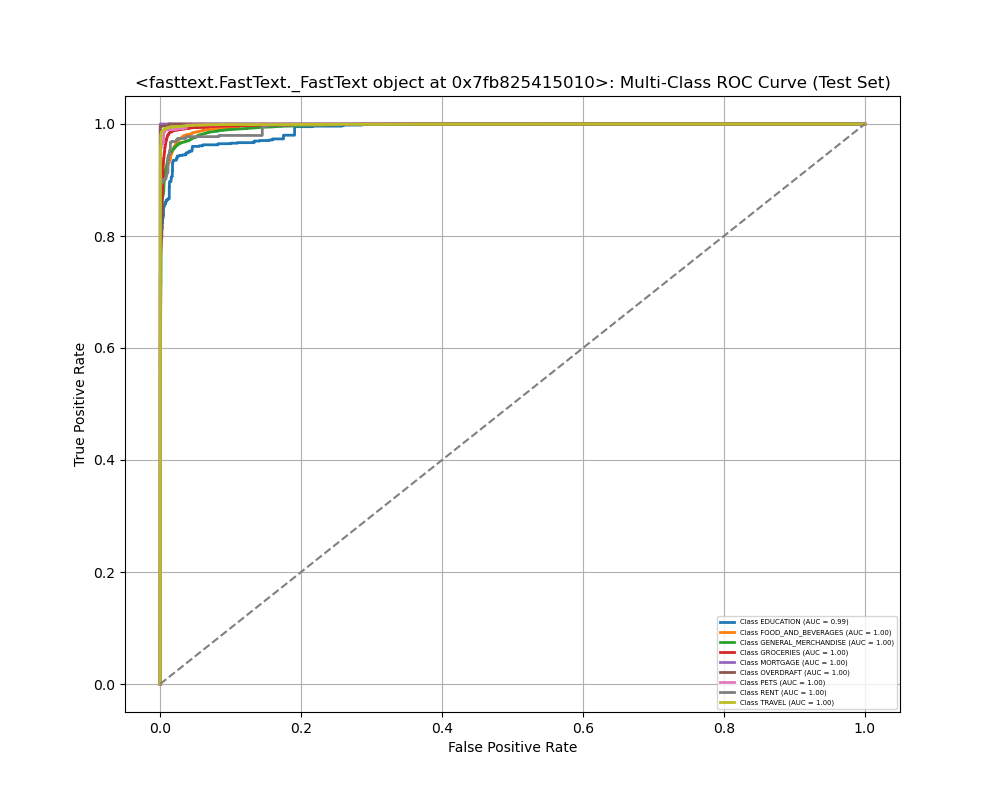 <fasttext.FastText._FastText object at 0x7fb825415010>: Multi-Class ROC Curve (Test Set)
1.0
0.8
0.6
0.4
0.2
0.0
True Positive Rate
Class EDUCATION (AUC = 0.99)
Class FOOD_AND_BEVERAGES (AUC = 1.00)
Class GENERAL_MERCHANDISE (AUC = 1.00)
Class GROCERIES (AUC = 1.00)
Class MORTGAGE (AUC = 1.00)
Class OVERDRAFT (AUC = 1.00)
Class PETS (AUC = 1.00)
Class RENT (AUC = 1.00)
Class TRAVEL (AUC = 1.00)
0.0 0.2 0.4 0.6 0.8 1.0
False Positive Rate